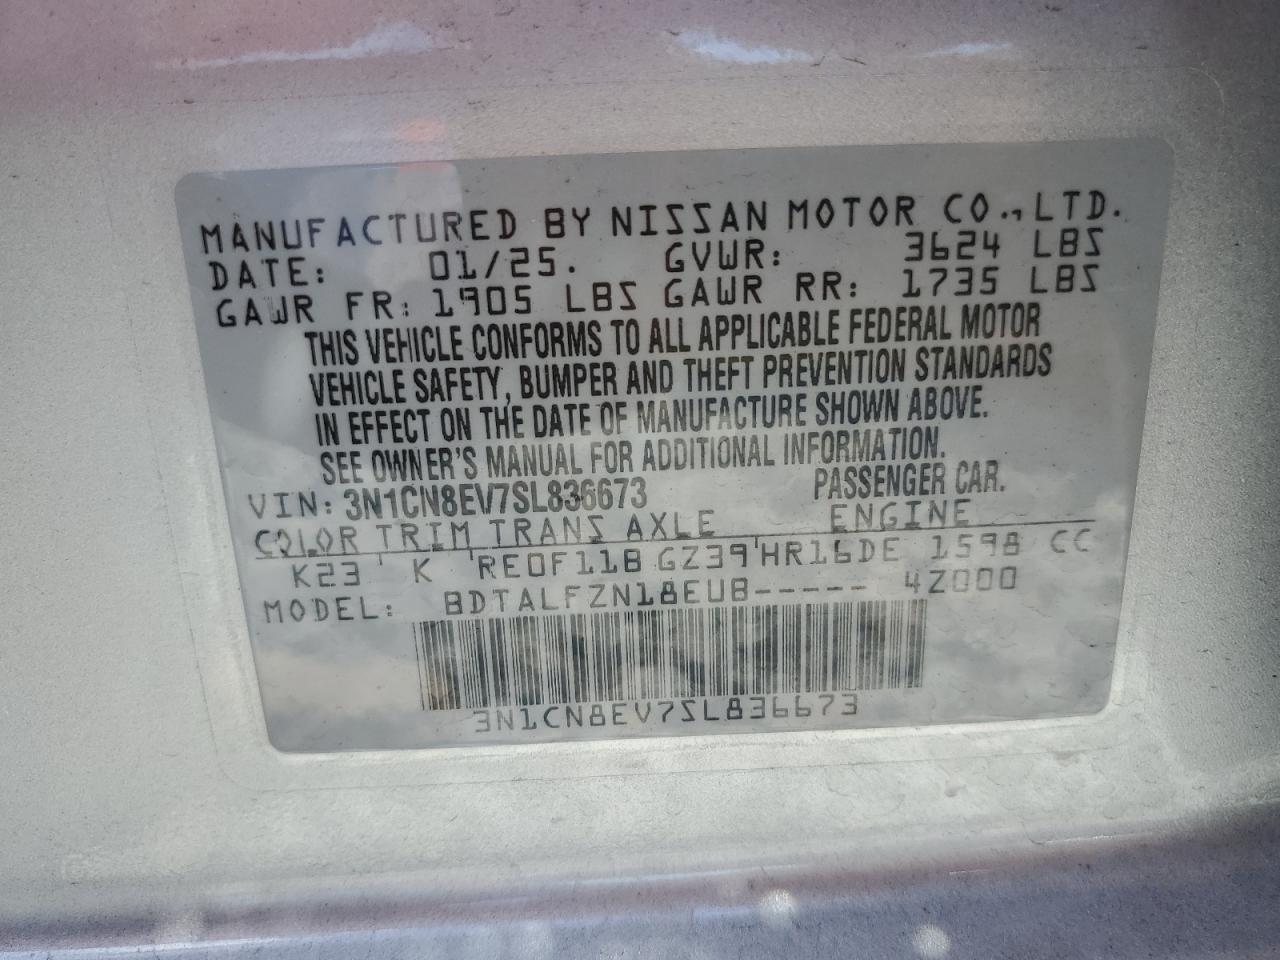 MANUFACTURED BY NISSAN MOTOR CO., LTD.
DATE: 01/25. GVWR: 3624 LBS
GAWR FR: 1905 LBS GAWR RR: 1735 LBS
THIS VEHICLE CONFORMS TO ALL APPLICABLE FEDERAL MOTOR
VEHICLE SAFETY, BUMPER AND THEFT PREVENTION STANDARDS
IN EFFECT ON THE DATE OF MANUFACTURE SHOWN ABOVE.
SEE OWNER'S MANUAL FOR ADDITIONAL INFORMATION.
VIN: 3N1CN8EV7SL836673 PASSENGER CAR.
COLOR TRIM TRANS AXLE ENGINE
K23 K RE0F11B GZ39 HR16DE 1598 CC
MODEL: BDTALFZN18EUB----- 4Z000
3N1CN8EV7SL836673